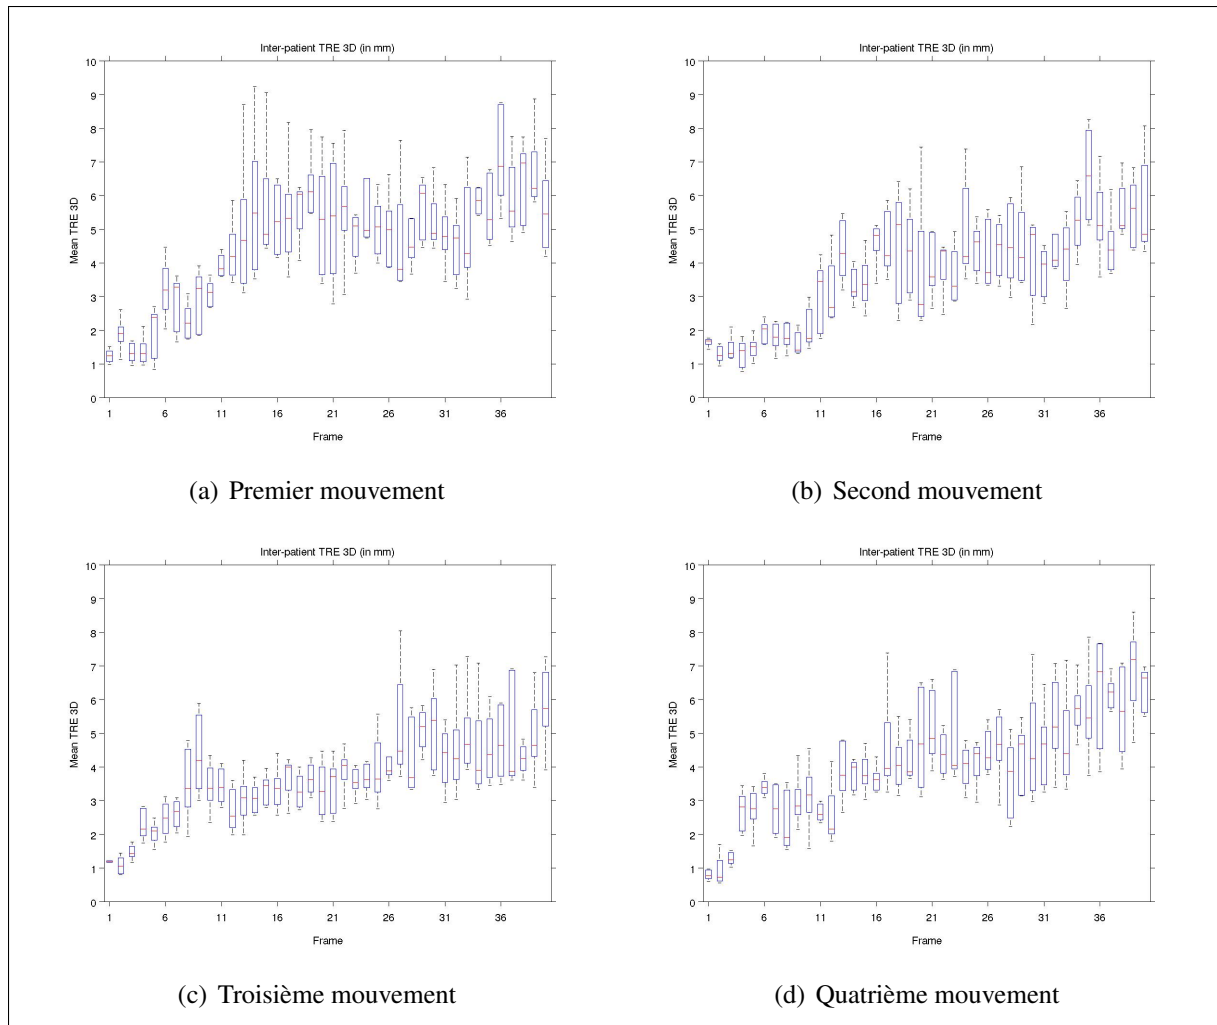 Inter-patient TRE 3D (in mm)
10
9
8
7
6
5
4
3
2
1
0
Mean TRE 3D
1 6 11 16 21 26 31 36
Frame
(a) Premier mouvement
Inter-patient TRE 3D (in mm)
10
9
8
7
6
5
4
3
2
1
0
Mean TRE 3D
1 6 11 16 21 26 31 36
Frame
(b) Second mouvement
Inter-patient TRE 3D (in mm)
10
9
8
7
6
5
4
3
2
1
0
Mean TRE 3D
1 6 11 16 21 26 31 36
Frame
(c) Troisième mouvement
Inter-patient TRE 3D (in mm)
10
9
8
7
6
5
4
3
2
1
0
Mean TRE 3D
1 6 11 16 21 26 31 36
Frame
(d) Quatrième mouvement